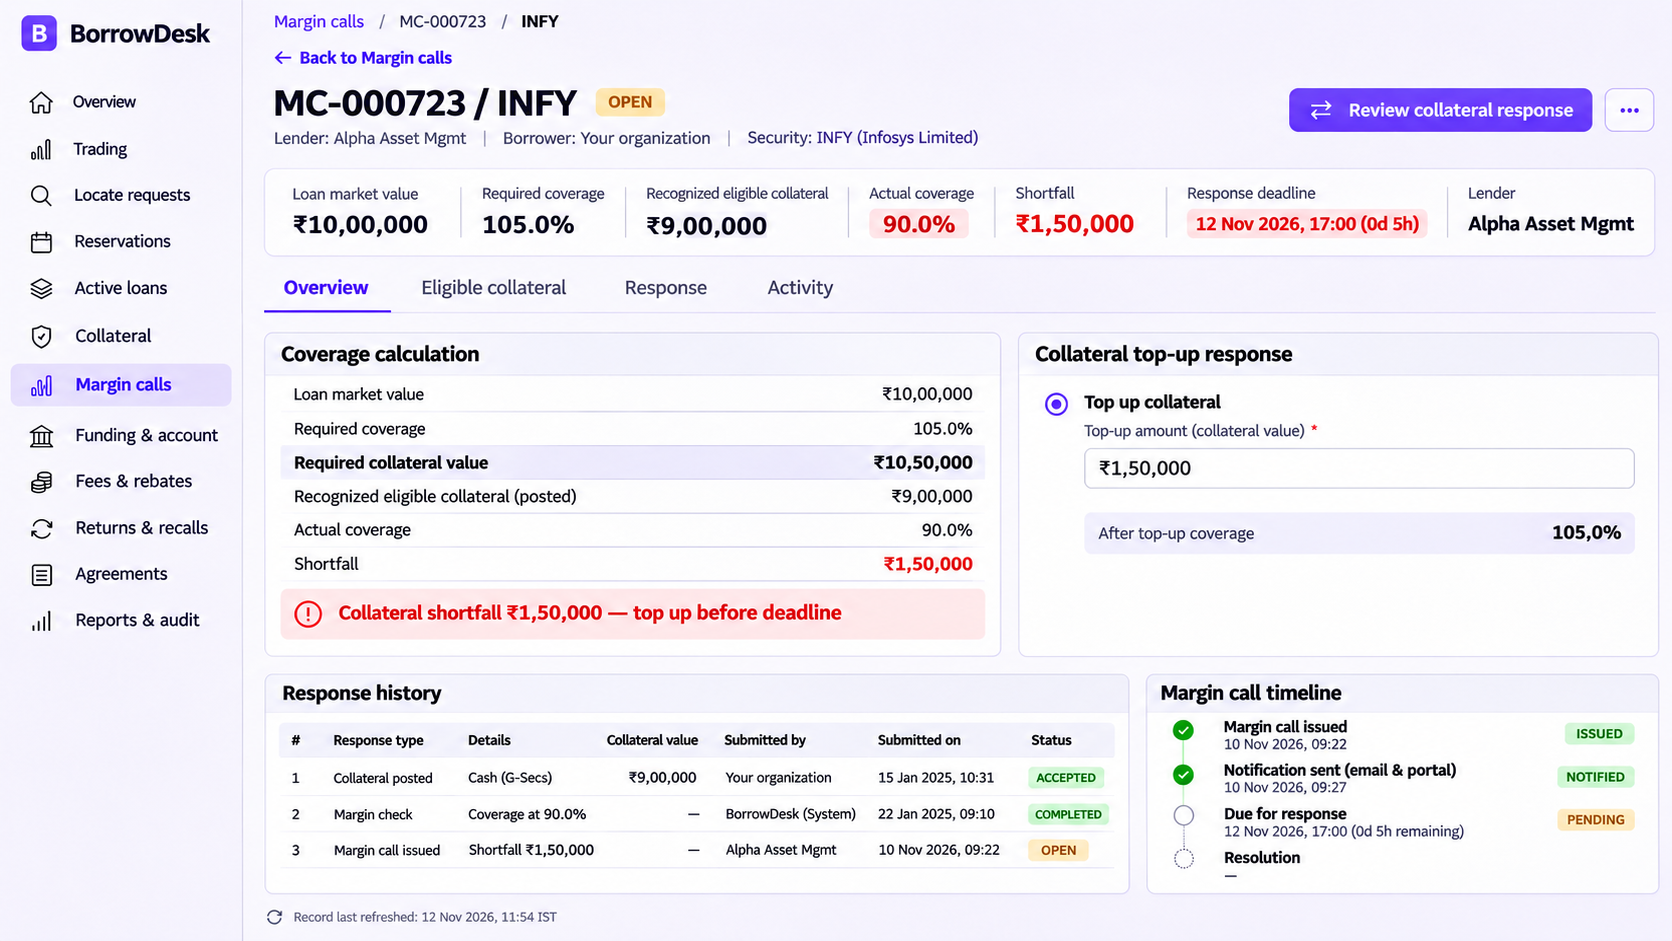 B BorrowDesk
Overview
Trading
Locate requests
Reservations
Active loans
Collateral
Margin calls
Funding & account
Fees & rebates
Returns & recalls
Agreements
Reports & audit
Margin calls / MC-000723 / INFY
← Back to Margin calls
MC-000723 / INFY OPEN
Lender: Alpha Asset Mgmt | Borrower: Your organization | Security: INFY (Infosys Limited)
Review collateral response
Loan market value
₹10,00,000
Required coverage
105.0%
Recognized eligible collateral
₹9,00,000
Actual coverage
90.0%
Shortfall
₹1,50,000
Response deadline
12 Nov 2026, 17:00 (0d 5h)
Lender
Alpha Asset Mgmt
Overview Eligible collateral Response Activity
Coverage calculation
Loan market value ₹10,00,000
Required coverage 105.0%
Required collateral value ₹10,50,000
Recognized eligible collateral (posted) ₹9,00,000
Actual coverage 90.0%
Shortfall ₹1,50,000
Collateral shortfall ₹1,50,000 — top up before deadline
Collateral top-up response
Top up collateral
Top-up amount (collateral value) *
₹1,50,000
After top-up coverage 105,0%
Response history
# Response type Details Collateral value Submitted by Submitted on Status
1 Collateral posted Cash (G-Secs) ₹9,00,000 Your organization 15 Jan 2025, 10:31 ACCEPTED
2 Margin check Coverage at 90.0% — BorrowDesk (System) 22 Jan 2025, 09:10 COMPLETED
3 Margin call issued Shortfall ₹1,50,000 — Alpha Asset Mgmt 10 Nov 2026, 09:22 OPEN
Margin call timeline
Margin call issued ISSUED
10 Nov 2026, 09:22
Notification sent (email & portal) NOTIFIED
10 Nov 2026, 09:27
Due for response PENDING
12 Nov 2026, 17:00 (0d 5h remaining)
Resolution
—
Record last refreshed: 12 Nov 2026, 11:54 IST